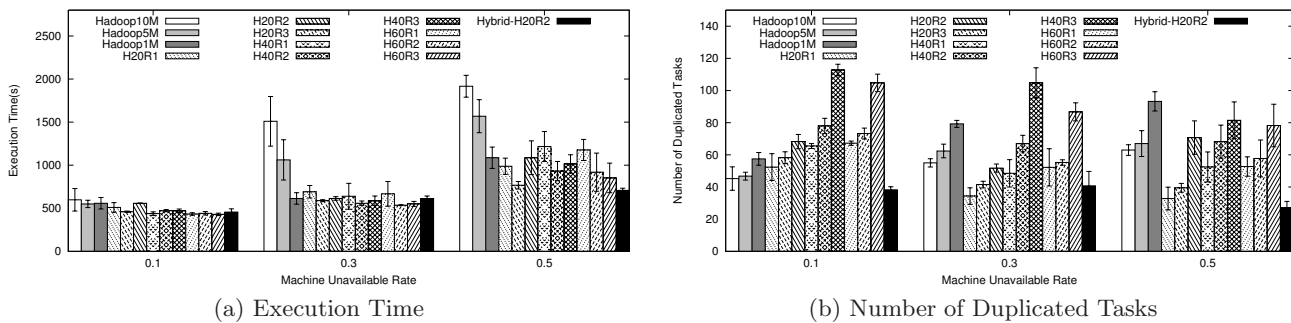 Execution Time(s)
2500
2000
1500
1000
500
0
Hadoop10M
Hadoop5M
Hadoop1M
H20R1
H20R2
H20R3
H40R1
H40R2
H40R3
H60R1
H60R2
H60R3
Hybrid-H20R2
0.1
0.3
0.5
Machine Unavailable Rate
(a) Execution Time
Number of Duplicated Tasks
140
120
100
80
60
40
20
0
Hadoop10M
Hadoop5M
Hadoop1M
H20R1
H20R2
H20R3
H40R1
H40R2
H40R3
H60R1
H60R2
H60R3
Hybrid-H20R2
0.1
0.3
0.5
Machine Unavailable Rate
(b) Number of Duplicated Tasks